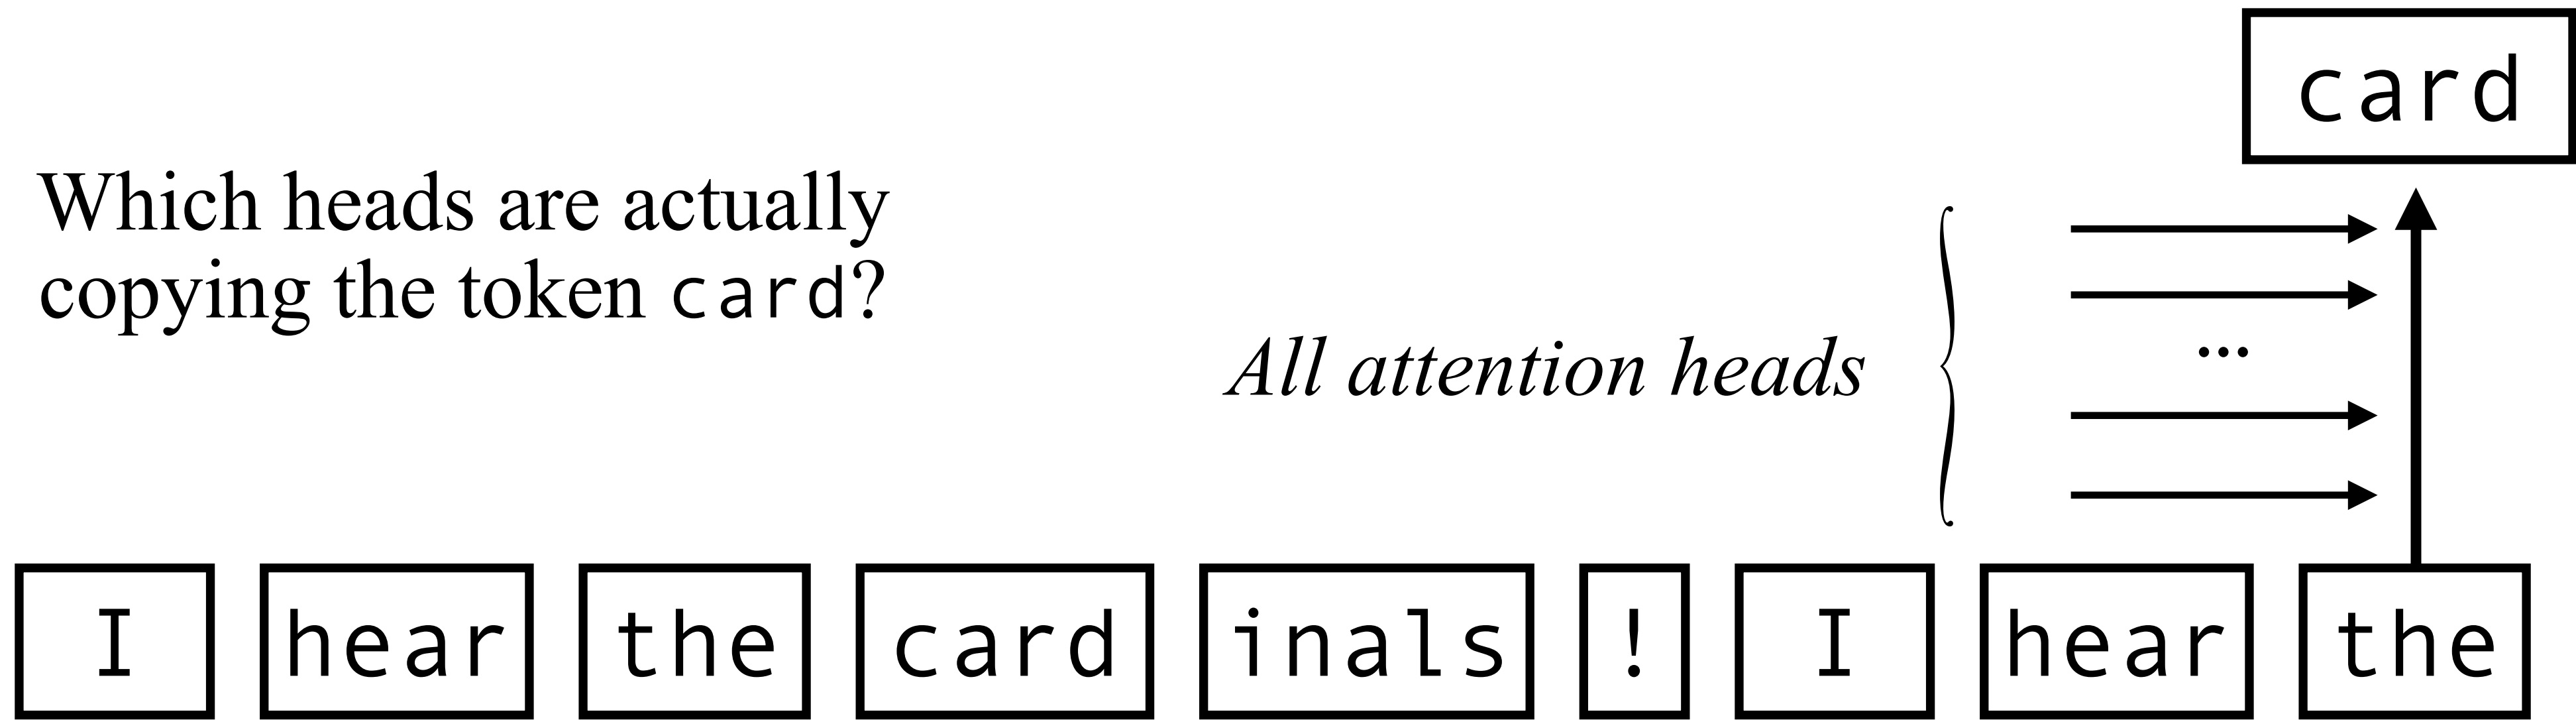 card
Which heads are actually
copying the token card?
All attention heads
...
I hear the card inals ! I hear the